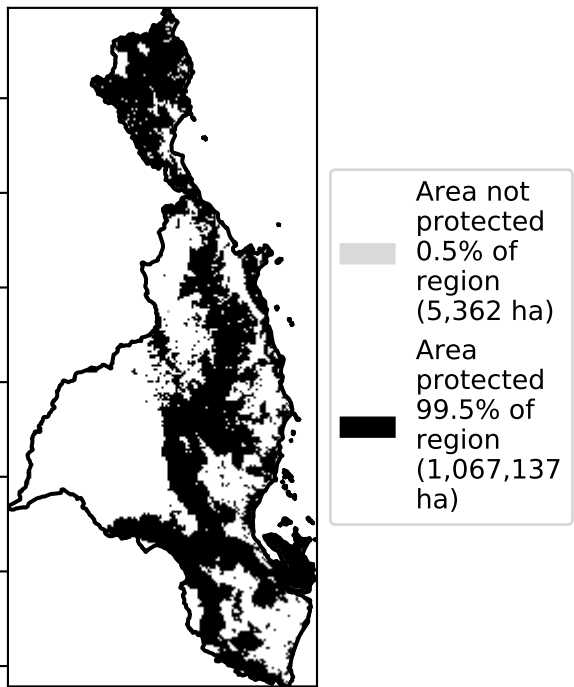 Area not
protected
0.5% of
region
(5,362 ha)
Area
protected
99.5% of
region
(1,067,137
ha)